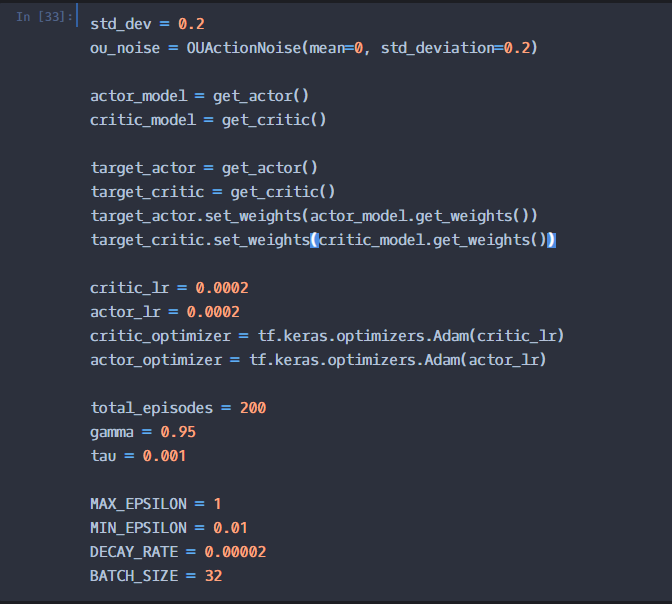 In [33]:
std_dev = 0.2
ou_noise = OUActionNoise(mean=0, std_deviation=0.2)
actor_model = get_actor()
critic_model = get_critic()
target_actor = get_actor()
target_critic = get_critic()
target_actor.set_weights(actor_model.get_weights())
target_critic.set_weights(critic_model.get_weights())
critic_lr = 0.0002
actor_lr = 0.0002
critic_optimizer = tf.keras.optimizers.Adam(critic_lr)
actor_optimizer = tf.keras.optimizers.Adam(actor_lr)
total_episodes = 200
gamma = 0.95
tau = 0.001
MAX_EPSILON = 1
MIN_EPSILON = 0.01
DECAY_RATE = 0.00002
BATCH_SIZE = 32